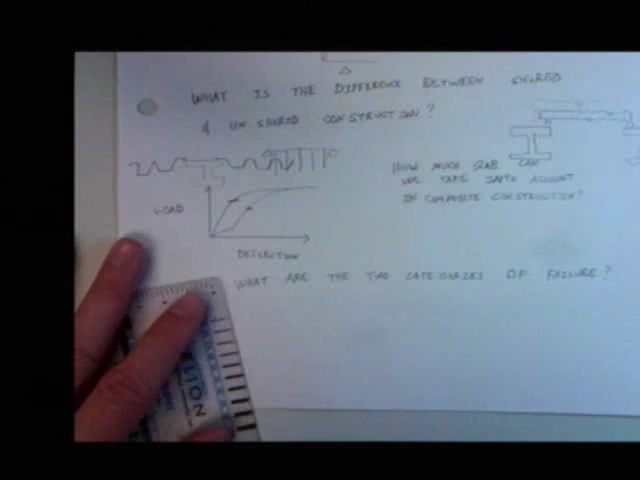 WHAT IS THE DIFFERENCE BETWEEN SHORED
& UN-SHORED CONSTRUCTION?
HOW MUCH SLAB CAN
WE TAKE INTO ACCOUNT
IN COMPOSITE CONSTRUCTION?
LOAD
DEFLECTION
WHAT ARE THE TWO CATEGORIES OF FAILURE?